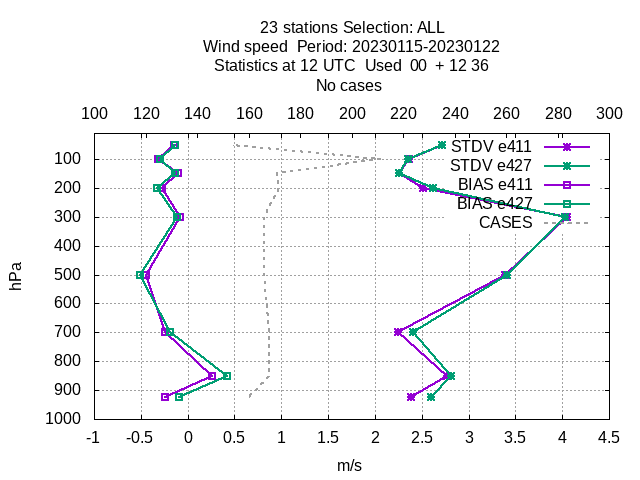 23 stations Selection: ALL
Wind speed  Period: 20230115-20230122
Statistics at 12 UTC  Used  00  + 12 36
No cases
100 120 140 160 180 200 220 240 260 280 300
STDV e411
STDV e427
BIAS e411
BIAS e427
CASES
hPa
100
200
300
400
500
600
700
800
900
1000
-1 -0.5 0 0.5 1 1.5 2 2.5 3 3.5 4 4.5
m/s